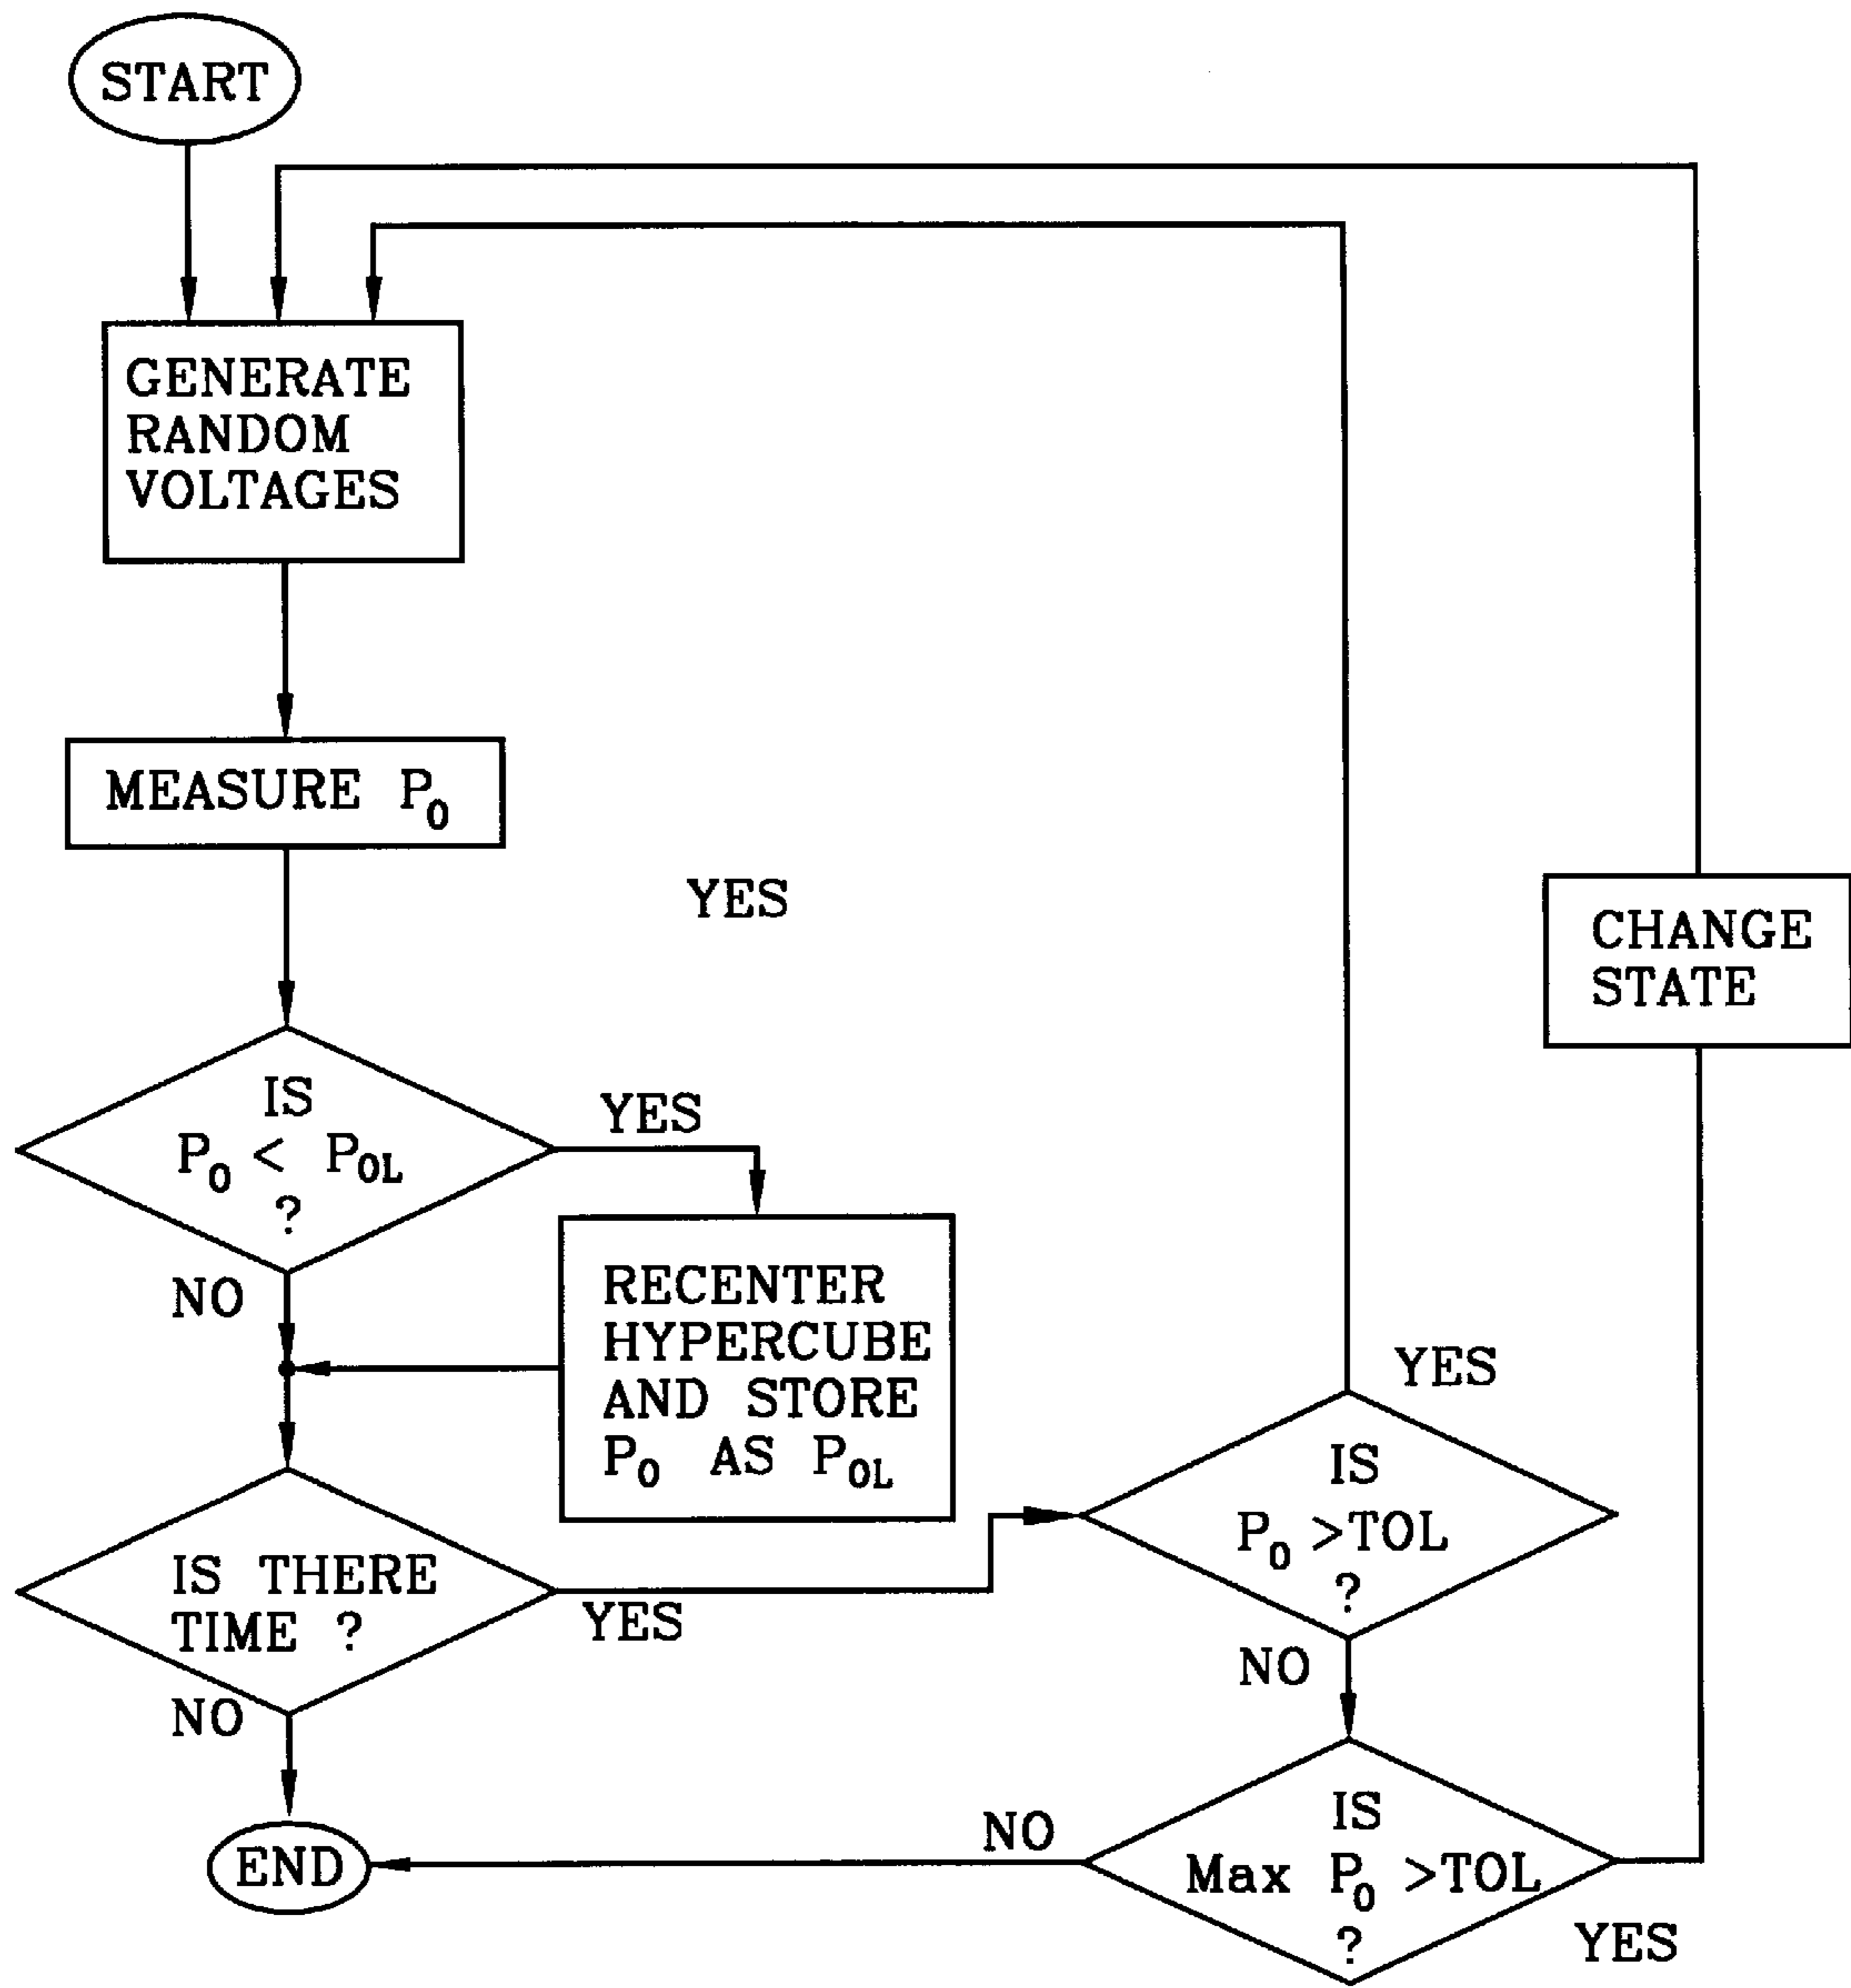 START
GENERATE
RANDOM
VOLTAGES
MEASURE P₀
YES
CHANGE
STATE
IS
P₀ < P₀L
?
YES
NO
RECENTER
HYPERCUBE
AND STORE
P₀ AS P₀L
YES
IS
P₀ >TOL
?
IS THERE
TIME ?
YES
NO
NO
END
NO
IS
Max P₀ >TOL
?
YES